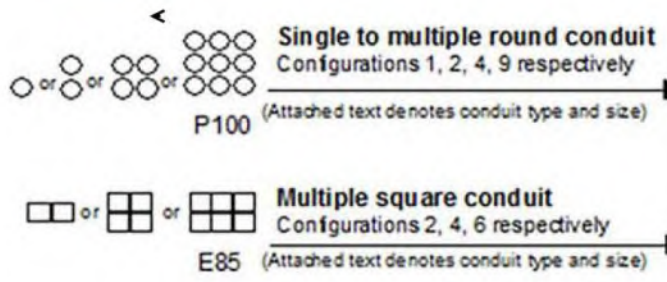 Single to multiple round conduit
or or or Configurations 1, 2, 4, 9 respectively
P100 (Attached text denotes conduit type and size)
Multiple square conduit
or or Configurations 2, 4, 6 respectively
E85 (Attached text denotes conduit type and size)